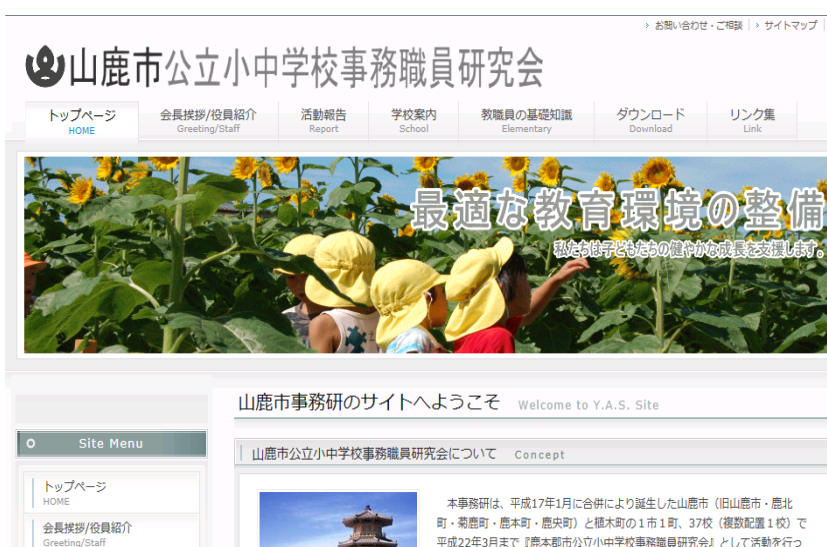 お問い合わせ・ご相談 サイトマップ
山鹿市公立小中学校事務職員研究会
トップページ 会長挨拶/役員紹介 活動報告 学校案内 教職員の基礎知識 ダウンロード リンク集
HOME Greeting/Staff Report School Elementary Download Link
最適な教育環境の整備
私たちは子どもたちの健やかな成長を支援します。
山鹿市事務研のサイトへようこそ Welcome to Y.A.S. Site
Site Menu
山鹿市公立小中学校事務職員研究会について Concept
トップページ
HOME
会長挨拶/役員紹介
Greeting/Staff
本事務研は、平成17年1月に合併により誕生した山鹿市（旧山鹿市・鹿北
町・菊鹿町・鹿本町・鹿央町）と植木町の１市１町、37校（複数配置１校）で
平成22年3月まで『鹿本郡市公立小中学校事務職員研究会』として活動を行っ